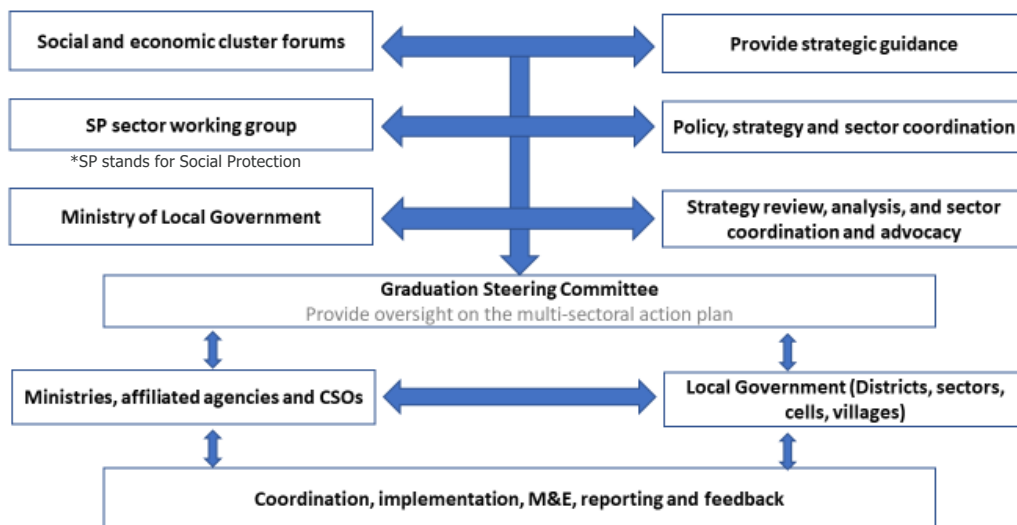 Social and economic cluster forums
Provide strategic guidance
SP sector working group
Policy, strategy and sector coordination
*SP stands for Social Protection
Ministry of Local Government
Strategy review, analysis, and sector
coordination and advocacy
Graduation Steering Committee
Provide oversight on the multi-sectoral action plan
Ministries, affiliated agencies and CSOs
Local Government (Districts, sectors,
cells, villages)
Coordination, implementation, M&E, reporting and feedback